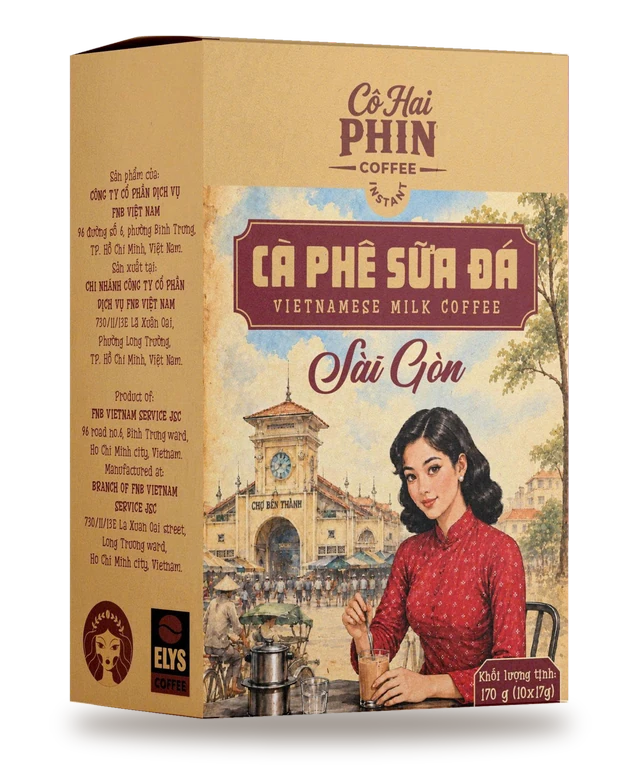 Cô Hai
PHIN
COFFEE
INSTANT
CÀ PHÊ SỮA ĐÁ
VIETNAMESE MILK COFFEE
Sài Gòn
CHỢ BẾN THÀNH
Khối lượng tịnh:
170 g (10x17g)
Sản phẩm của:
CÔNG TY CỔ PHẦN DỊCH VỤ
FNB VIỆT NAM
96 đường số 6, phường Bình Trưng,
TP. Hồ Chí Minh, Việt Nam.
Sản xuất tại:
CHI NHÁNH CÔNG TY CỔ PHẦN
DỊCH VỤ FNB VIỆT NAM
730/11/13E Lã Xuân Oai,
Phường Long Trường,
TP. Hồ Chí Minh, Việt Nam.
Product of:
FNB VIETNAM SERVICE JSC
96 road no.6, Binh Trung ward,
Ho Chi Minh city, Vietnam.
Manufactured at:
BRANCH OF FNB VIETNAM
SERVICE JSC
730/11/13E La Xuan Oai street,
Long Truong ward,
Ho Chi Minh city, Vietnam.
ELYS
COFFEE